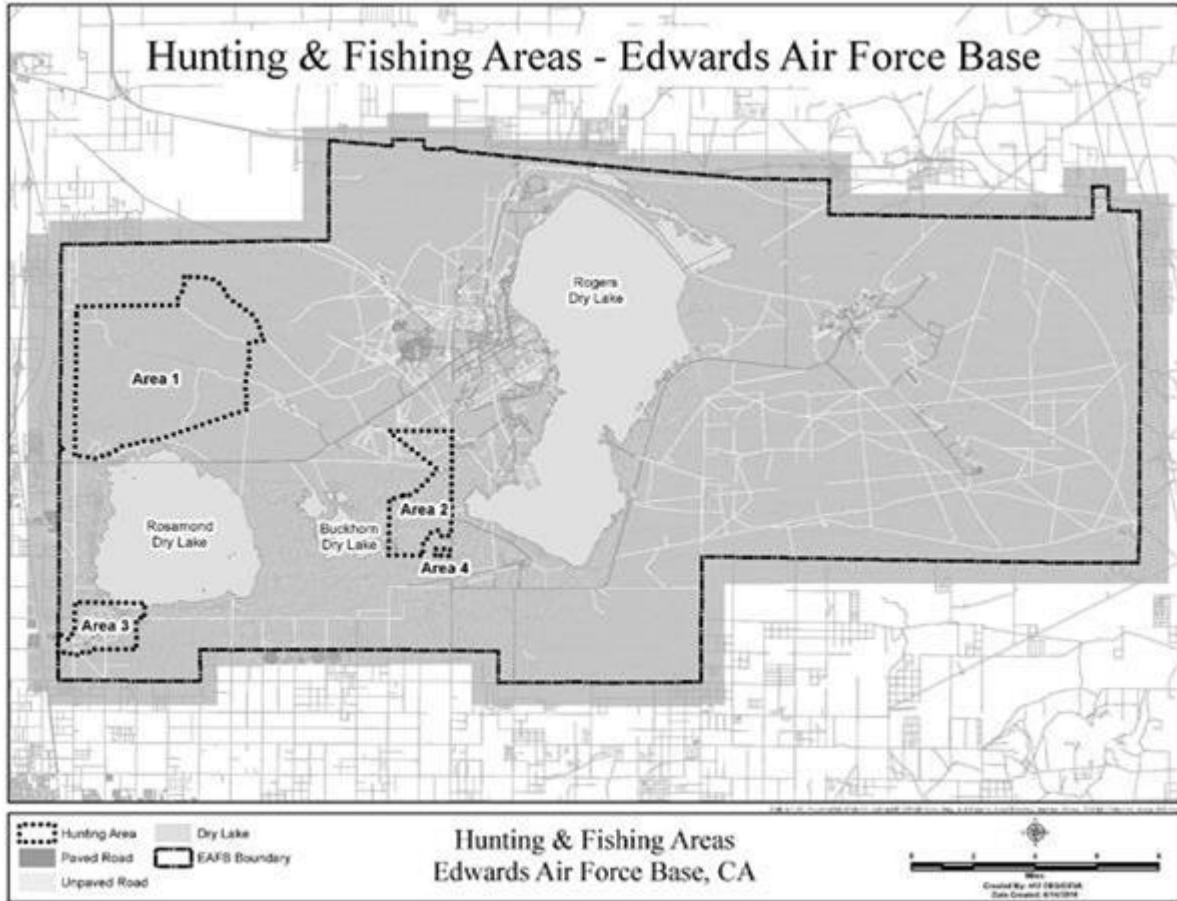 Hunting & Fishing Areas - Edwards Air Force Base
Rogers
Dry Lake
Area 1
Area 2
Rosamond
Dry Lake
Buckhorn
Dry Lake
Area 4
Area 3
Hunting Area
Dry Lake
Paved Road
EAFB Boundary
Unpaved Road
Hunting & Fishing Areas
Edwards Air Force Base, CA
Miles